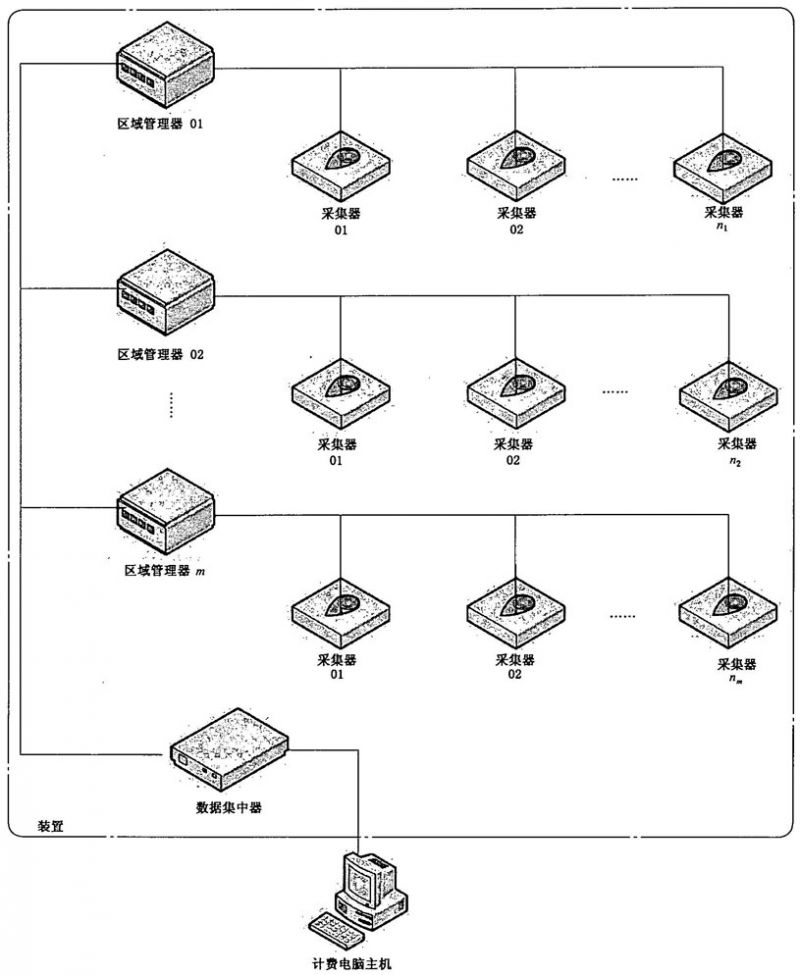 区域管理器 01
采集器
01
采集器
02
……
采集器
n₁
区域管理器 02
采集器
01
采集器
02
……
采集器
n₂
区域管理器 m
采集器
01
采集器
02
……
采集器
nₘ
数据集中器
装置
计费电脑主机